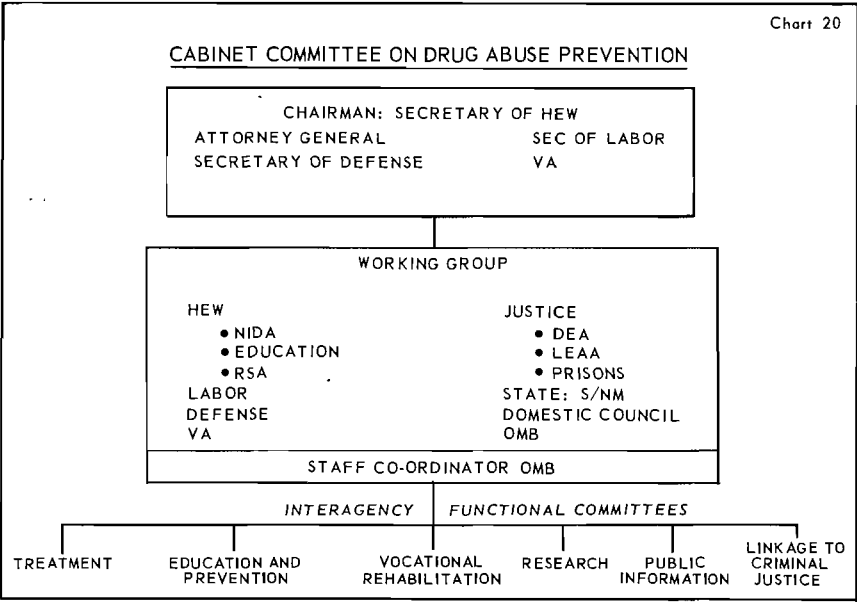 Chart 20
CABINET COMMITTEE ON DRUG ABUSE PREVENTION
CHAIRMAN: SECRETARY OF HEW
ATTORNEY GENERAL
SEC OF LABOR
SECRETARY OF DEFENSE
VA
WORKING GROUP
HEW
• NIDA
• EDUCATION
• RSA
LABOR
DEFENSE
VA
JUSTICE
• DEA
• LEAA
• PRISONS
STATE: S/NM
DOMESTIC COUNCIL
OMB
STAFF CO-ORDINATOR OMB
INTERAGENCY FUNCTIONAL COMMITTEES
TREATMENT
EDUCATION AND
PREVENTION
VOCATIONAL
REHABILITATION
RESEARCH
PUBLIC
INFORMATION
LINKAGE TO
CRIMINAL
JUSTICE